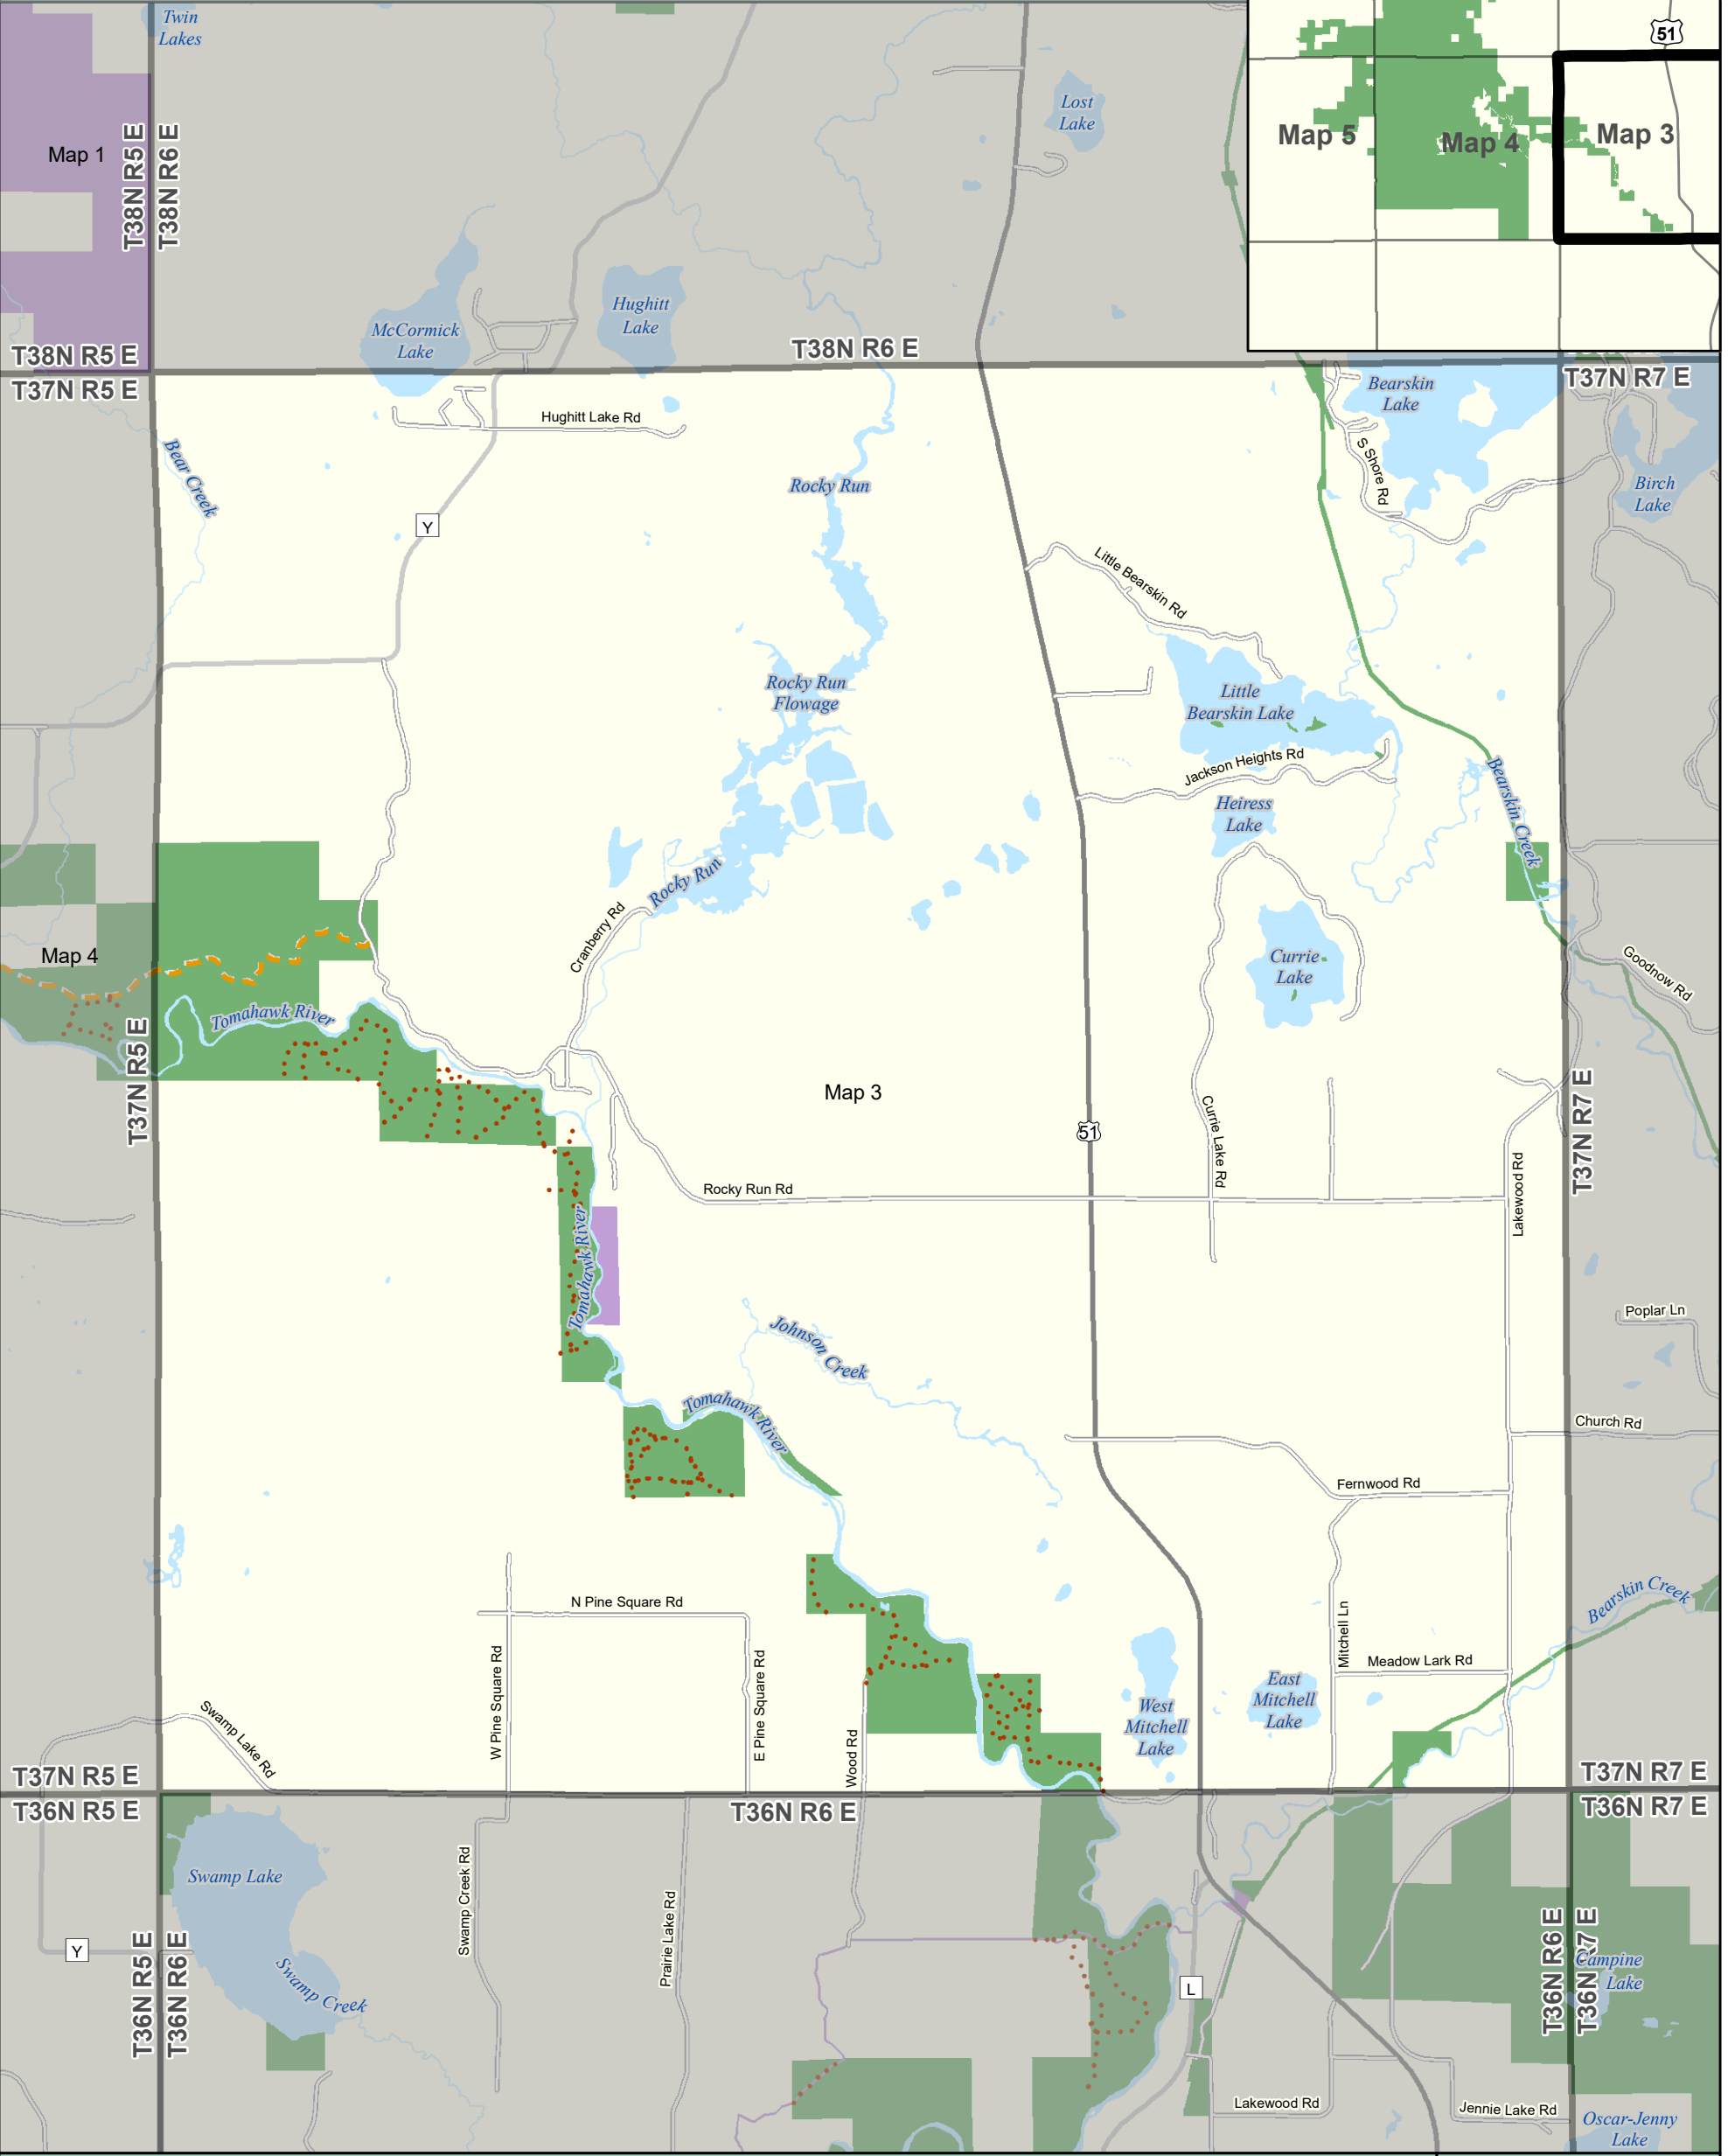 Twin
Lakes
51
Lost
Lake
Map 5
Map 4
Map 3
Map 1
T38N R5 E
T38N R6 E
Hughitt
Lake
McCormick
Lake
T38N R5 E
T37N R5 E
T38N R6 E
T37N R7 E
Bearskin
Lake
Hughitt Lake Rd
Bear Creek
S Shore Rd
Rocky Run
Birch
Lake
Y
Little Bearskin Rd
Rocky Run
Flowage
Little
Bearskin Lake
Jackson Heights Rd
Bearskin Creek
Heiress
Lake
Rocky Run
Cranberry Rd
Map 4
Currie
Lake
Goodnow Rd
Tomahawk River
T37N R5 E
Map 3
T37N R7 E
51
Currie Lake Rd
Lakewood Rd
Rocky Run Rd
Tomahawk River
Poplar Ln
Johnson Creek
Tomahawk River
Church Rd
Fernwood Rd
Bearskin Creek
N Pine Square Rd
Mitchell Ln
W Pine Square Rd
E Pine Square Rd
Meadow Lark Rd
East
Mitchell
Lake
West
Mitchell
Lake
Swamp Lake Rd
Wood Rd
T37N R5 E
T36N R5 E
T36N R6 E
T37N R7 E
T36N R7 E
Swamp Lake
Swamp Creek Rd
Prairie Lake Rd
Y
T36N R5 E
T36N R6 E
T36N R6 E
T36N R7 E
Campine
Lake
Swamp Creek
L
Lakewood Rd
Jennie Lake Rd
Oscar-Jenny
Lake